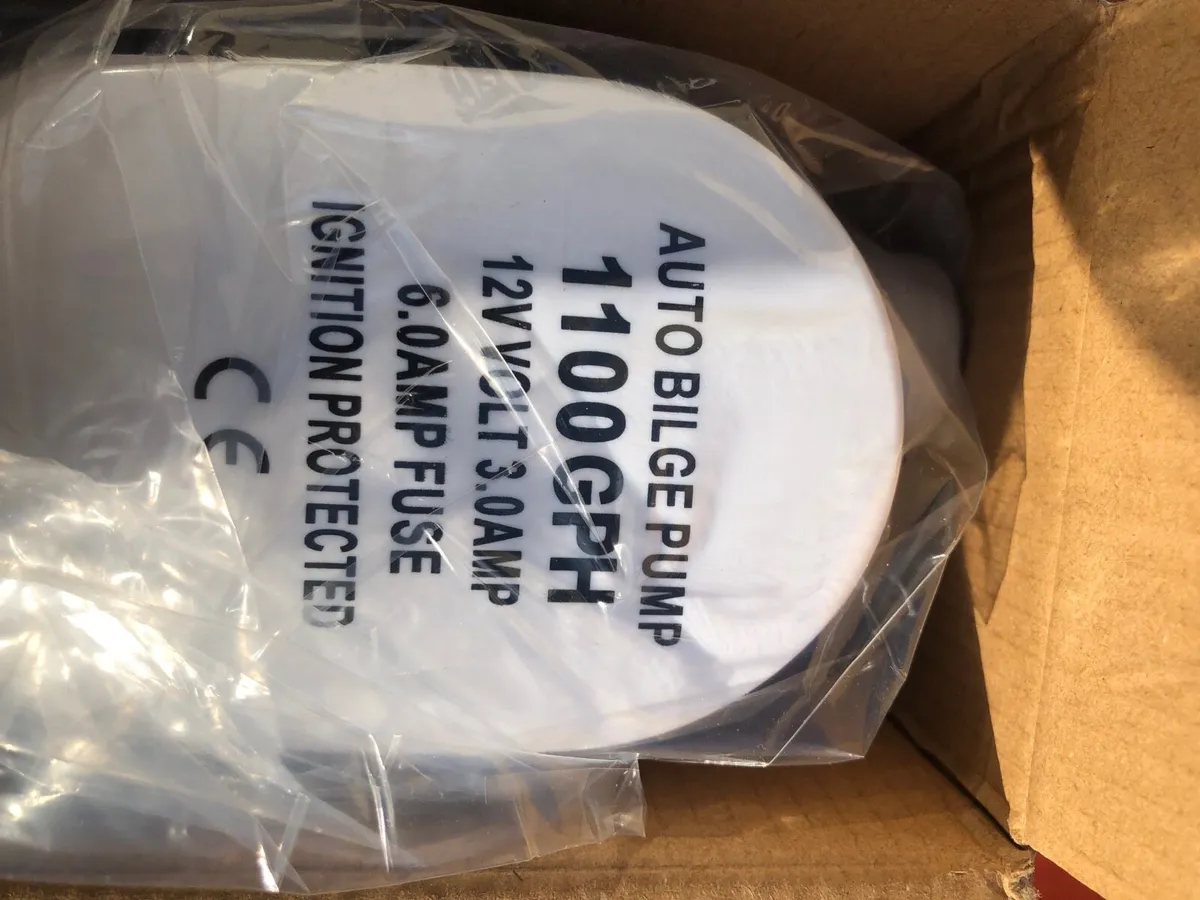 AUTO BILGE PUMP
1100GPH
12V VOLT 3.0AMP
6.0AMP FUSE
IGNITION PROTECTED
CE